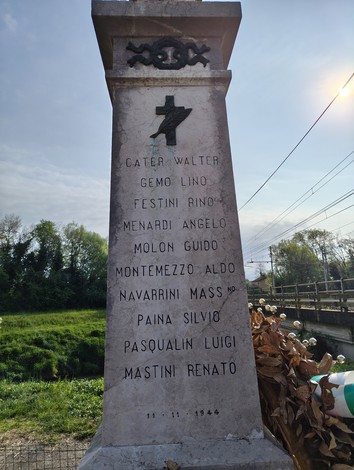 CATER WALTER
GEMO LINO
FESTINI RINO
MENARDI ANGELO
MOLON GUIDO
MONTEMEZZO ALDO
NAVARRINI MASS.MO
PAINA SILVIO
PASQUALIN LUIGI
MASTINI RENATO
11-11-1944